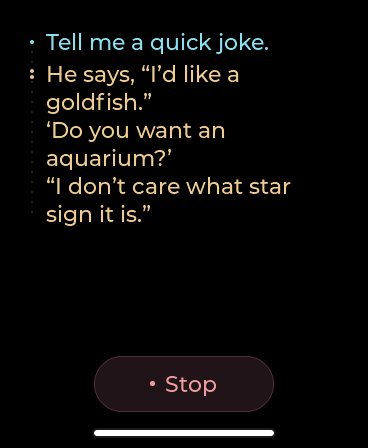 Tell me a quick joke.
He says, “I’d like a
goldfish.”
‘Do you want an
aquarium?’
“I don’t care what star
sign it is.”
Stop